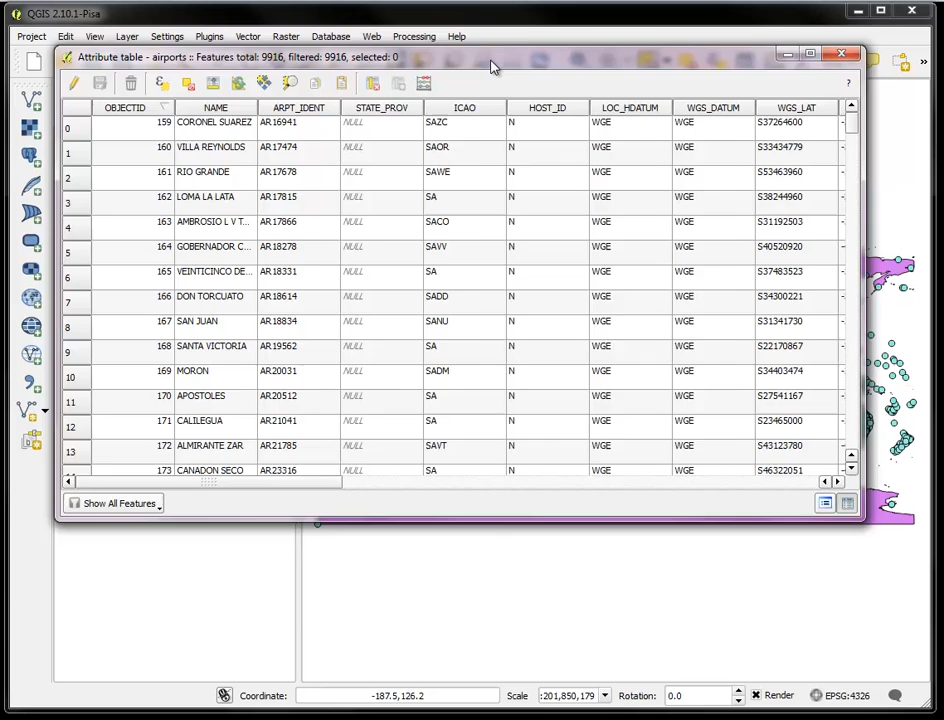 QGIS 2.10.1-Pisa
Project Edit View Layer Settings Plugins Vector Raster Database Web Processing Help
Attribute table - airports :: Features total: 9916, filtered: 9916, selected: 0
?
OBJECTID NAME ARPT_IDENT STATE_PROV ICAO HOST_ID LOC_HDATUM WGS_DATUM WGS_LAT
0 159 CORONEL SUAREZ AR16941 NULL SAZC N WGE WGE S37264600
1 160 VILLA REYNOLDS AR17474 NULL SAOR N WGE WGE S33434779
2 161 RIO GRANDE AR17678 NULL SAWE N WGE WGE S53463960
3 162 LOMA LA LATA AR17815 NULL SA N WGE WGE S38244960
4 163 AMBROSIO L V T... AR17866 NULL SACO N WGE WGE S31192503
5 164 GOBERNADOR C... AR18278 NULL SAVV N WGE WGE S40520920
6 165 VEINTICINCO DE... AR18331 NULL SA N WGE WGE S37483523
7 166 DON TORCUATO AR18614 NULL SADD N WGE WGE S34300221
8 167 SAN JUAN AR18834 NULL SANU N WGE WGE S31341730
9 168 SANTA VICTORIA AR19562 NULL SA N WGE WGE S22170867
10 169 MORON AR20031 NULL SADM N WGE WGE S34403474
11 170 APOSTOLES AR20512 NULL SA N WGE WGE S27541167
12 171 CALILEGUA AR21041 NULL SA N WGE WGE S23465000
13 172 ALMIRANTE ZAR AR21785 NULL SAVT N WGE WGE S43123780
173 CANADON SECO AR23316 NULL SA N WGE WGE S46322051
Show All Features
Coordinate: -187.5,126.2 Scale :201,850,179 Rotation: 0.0 Render EPSG:4326